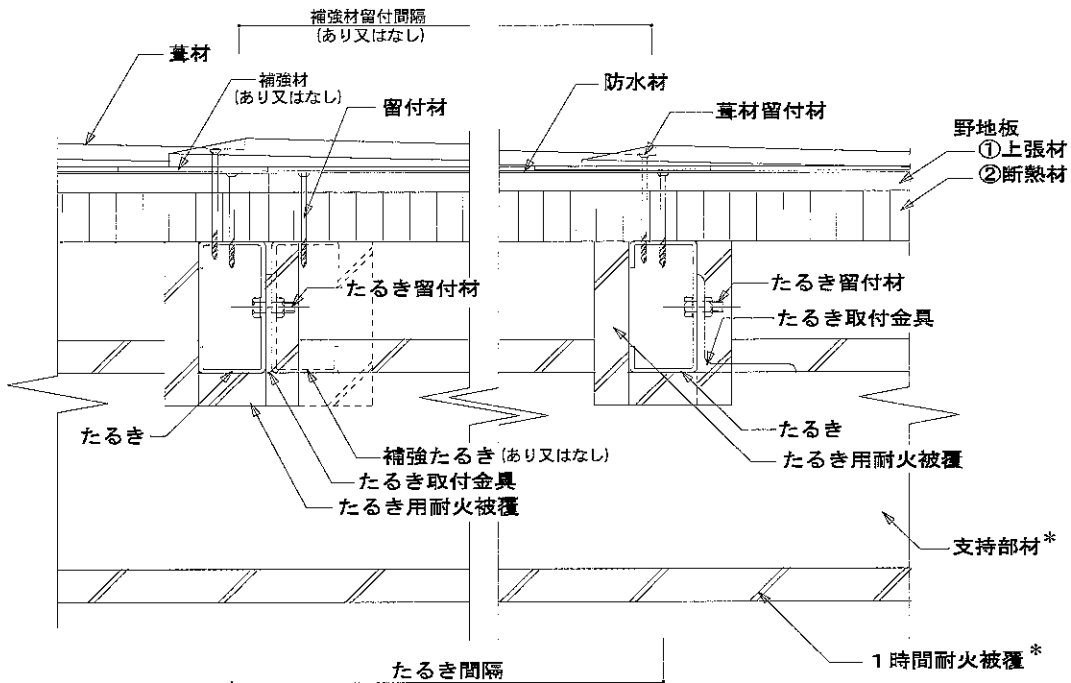 補強材留付間隔
(あり又はなし)
葺材
補強材
(あり又はなし)
留付材
防水材
葺材留付材
野地板
①上張材
②断熱材
たるき留付材
たるき留付材
たるき取付金具
たるき
たるき
補強たるき(あり又はなし)
たるき用耐火被覆
たるき取付金具
たるき用耐火被覆
支持部材*
1時間耐火被覆*
たるき間隔